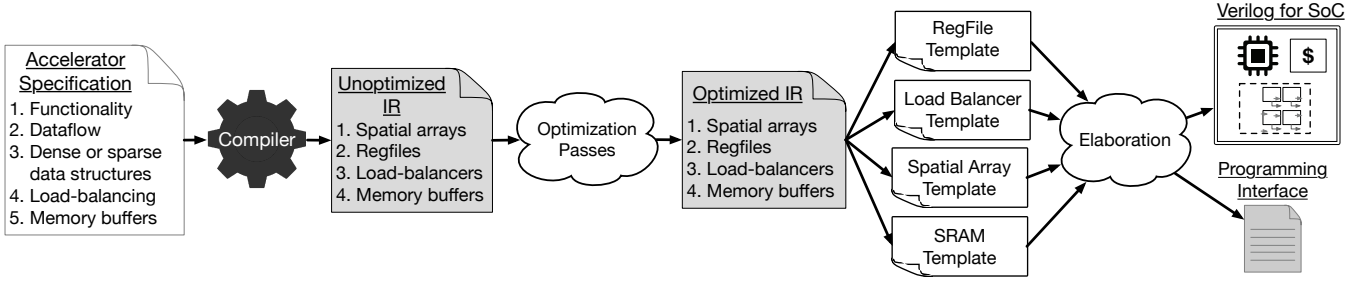 Accelerator
Specification
1. Functionality
2. Dataflow
3. Dense or sparse
data structures
4. Load-balancing
5. Memory buffers
Compiler
Unoptimized
IR
1. Spatial arrays
2. Regfiles
3. Load-balancers
4. Memory buffers
Optimization
Passes
Optimized IR
1. Spatial arrays
2. Regfiles
3. Load-balancers
4. Memory buffers
RegFile
Template
Load Balancer
Template
Spatial Array
Template
SRAM
Template
Elaboration
Verilog for SoC
$
Programming
Interface